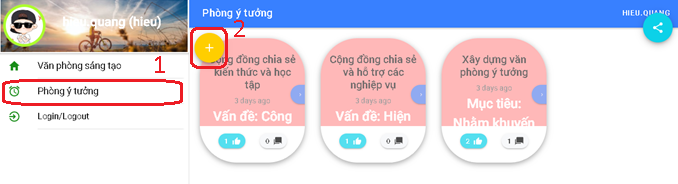 hieu.quang (hieu)
Văn phòng sáng tạo
1
Phòng ý tưởng
Login/Logout
Phòng ý tưởng
HIEU.QUANG
2
+
Cộng đồng chia sẻ
kiến thức và học
tập
3 days ago
Vấn đề: Công
1
0
Cộng đồng chia sẻ
và hỗ trợ các
nghiệp vụ
3 days ago
Vấn đề: Hiện
1
0
Xây dựng văn
phòng ý tưởng
3 days ago
Mục tiêu:
Nhằm khuyến
2
1